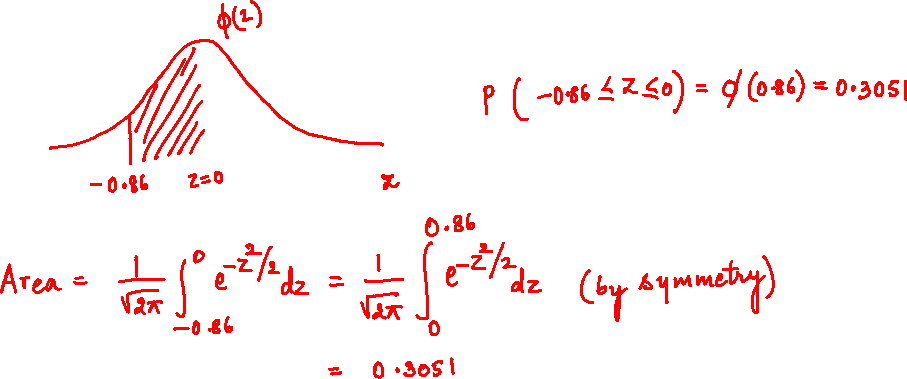 ϕ(z)
P(-0.86 ≤ Z ≤ 0) = ϕ(0.86) = 0.3051
-0.86 z=0 z
Area = 1/√2π ∫_{-0.86}^{0} e^{-z²/2} dz = 1/√2π ∫_{0}^{0.86} e^{-z²/2} dz (by symmetry)
= 0.3051